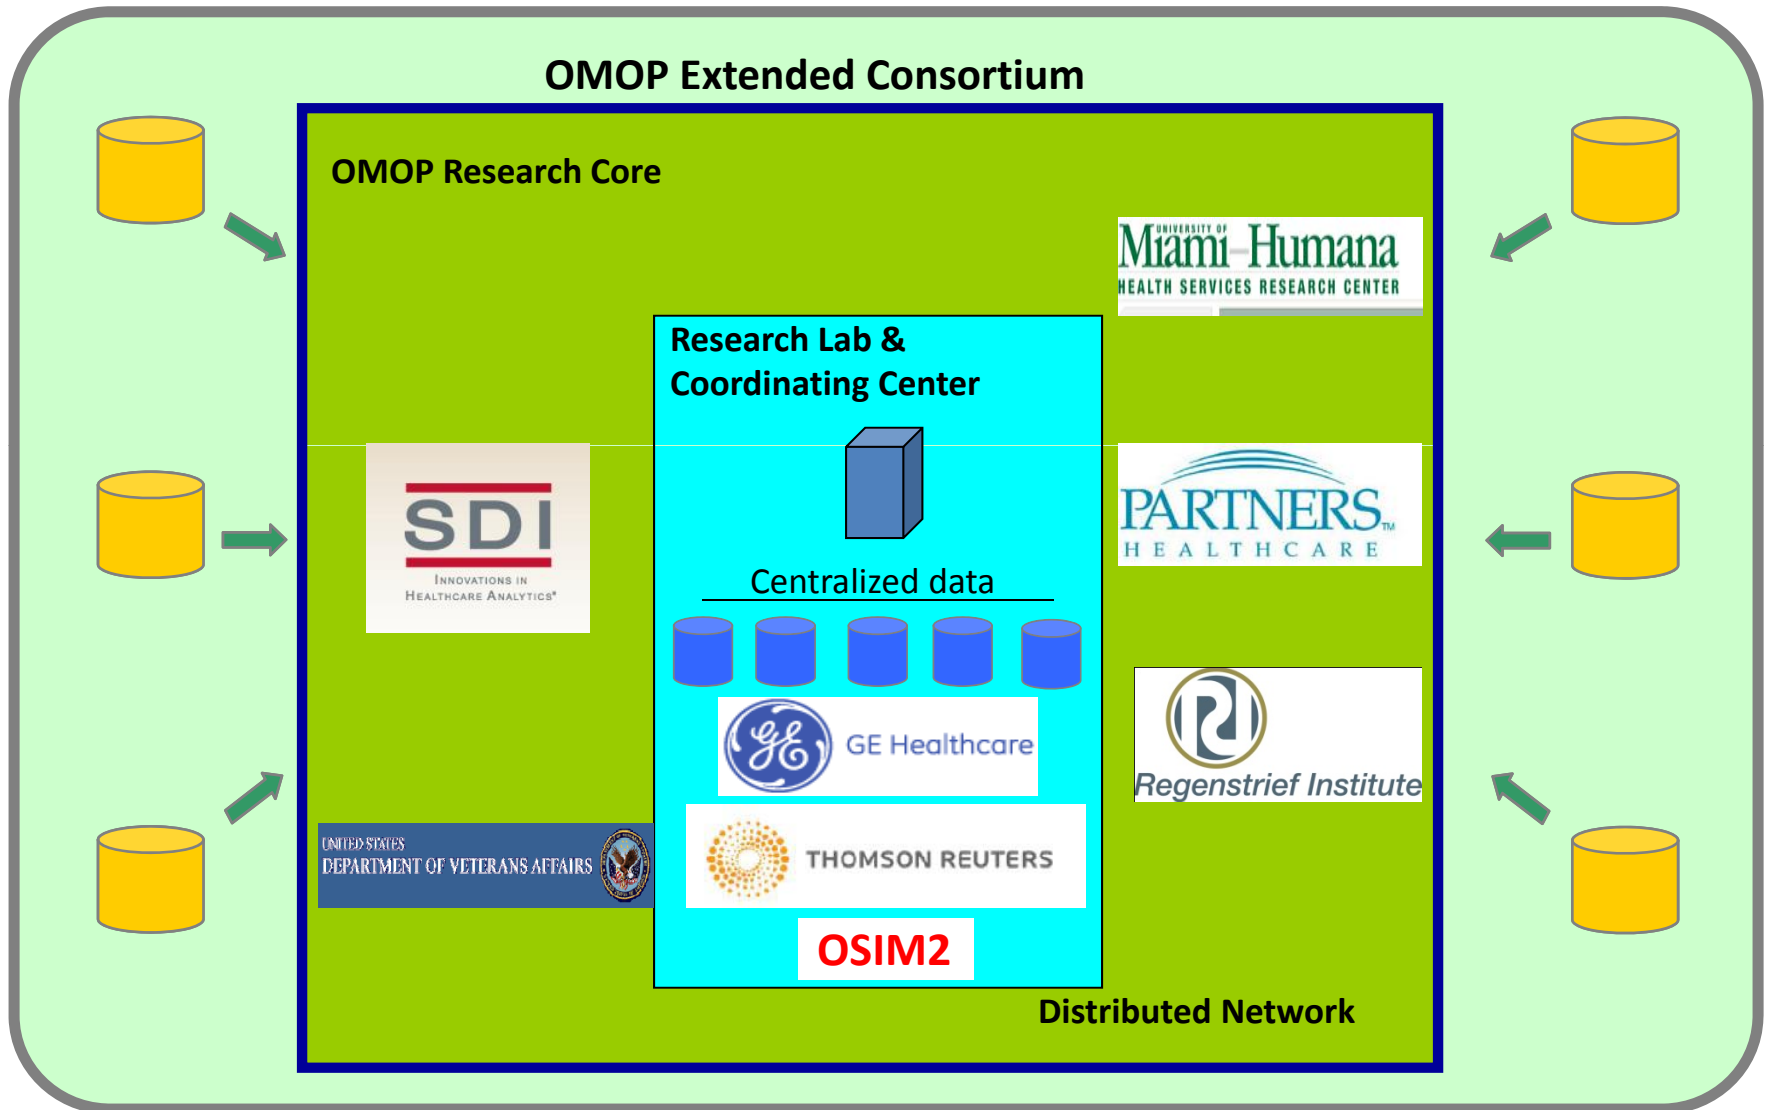 OMOP Extended Consortium
OMOP Research Core
UNIVERSITY OF
Miami-Humana
HEALTH SERVICES RESEARCH CENTER
Research Lab &
Coordinating Center
SDI
INNOVATIONS IN
HEALTHCARE ANALYTICS®
PARTNERS™
HEALTHCARE
Centralized data
GE
GE Healthcare
Regenstrief Institute
UNITED STATES
DEPARTMENT OF VETERANS AFFAIRS
THOMSON REUTERS
OSIM2
Distributed Network